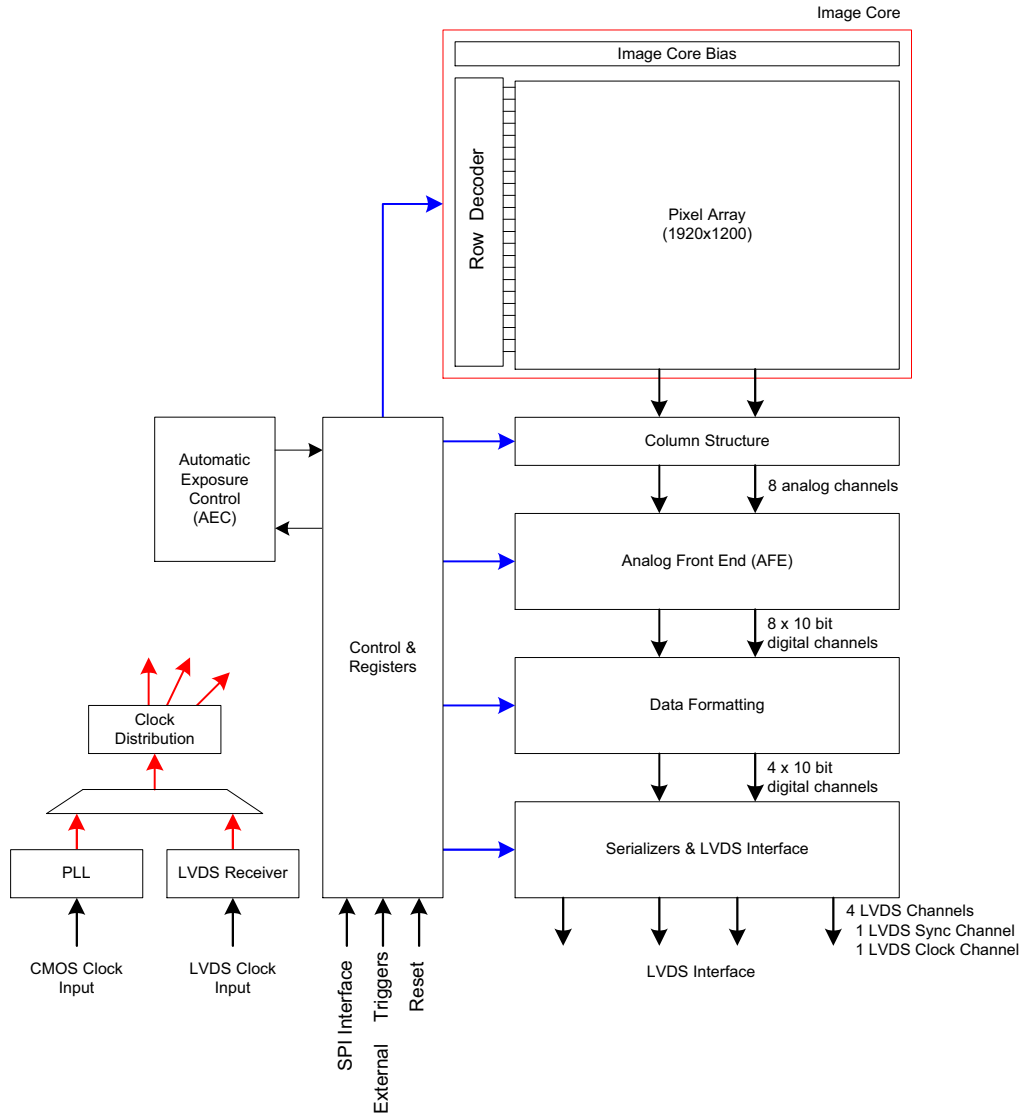 Image Core
Image Core Bias
Row Decoder
Pixel Array
(1920x1200)
Automatic
Exposure
Control
(AEC)
Column Structure
8 analog channels
Analog Front End (AFE)
8 x 10 bit
digital channels
Control &
Registers
Data Formatting
Clock
Distribution
4 x 10 bit
digital channels
PLL
LVDS Receiver
Serializers & LVDS Interface
4 LVDS Channels
1 LVDS Sync Channel
1 LVDS Clock Channel
CMOS Clock
Input
LVDS Clock
Input
SPI Interface
External Triggers
Reset
LVDS Interface